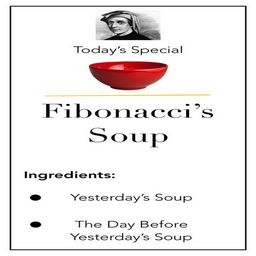 Today's Special
Fibonacci's
Soup
Ingredients:
Yesterday's Soup
The Day Before
Yesterday's Soup